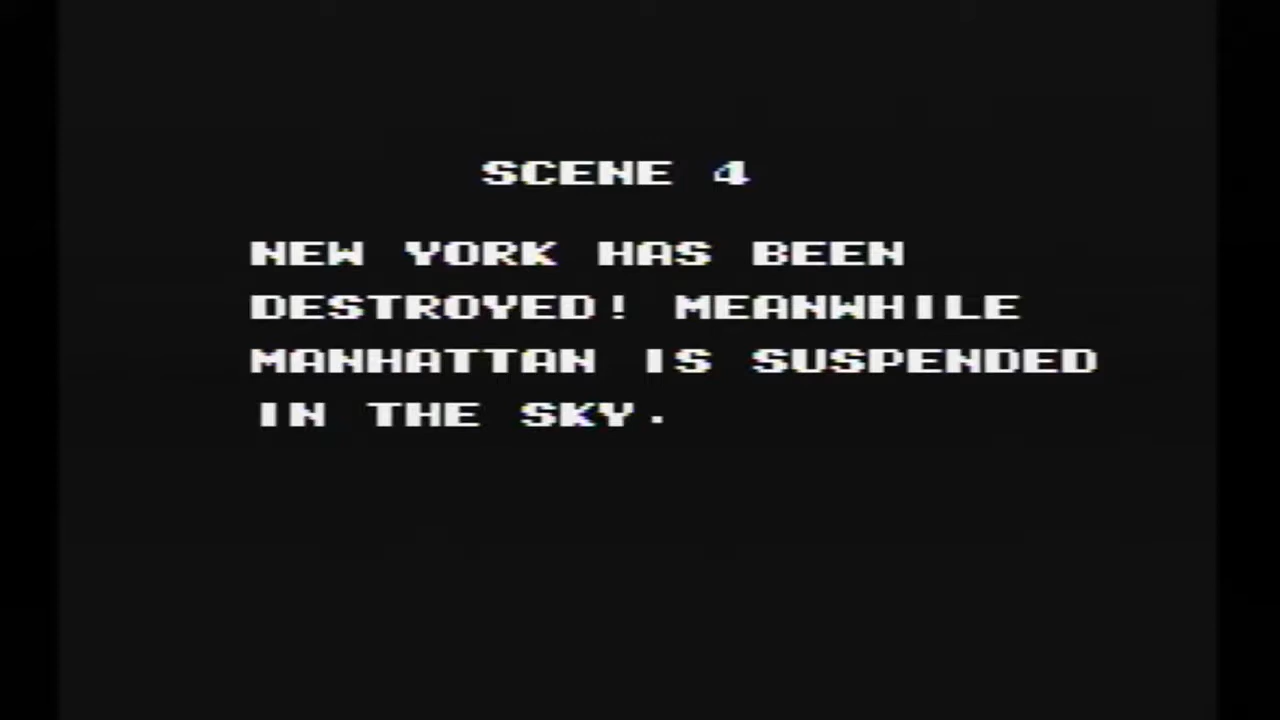 SCENE 4
NEW YORK HAS BEEN
DESTROYED! MEANWHILE
MANHATTAN IS SUSPENDED
IN THE SKY.